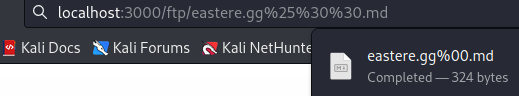 localhost:3000/ftp/eastere.gg%25%30%30.md
Kali Docs Kali Forums Kali NetHunte
eastere.gg%00.md
Completed — 324 bytes